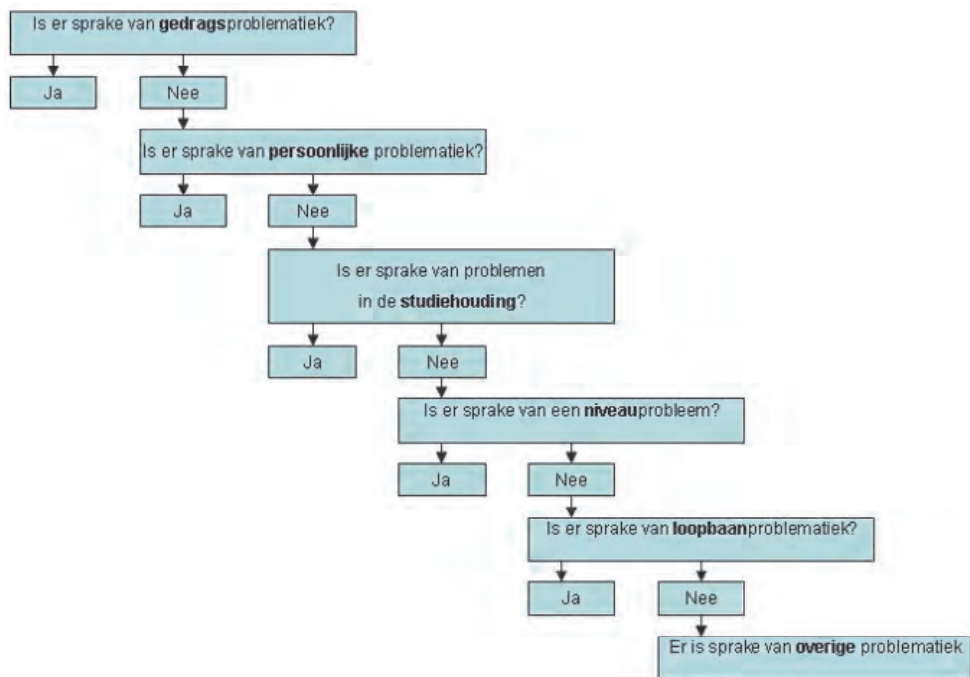 Is er sprake van gedragsproblematiek?
Ja
Nee
Is er sprake van persoonlijke problematiek?
Ja
Nee
Is er sprake van problemen
in de studiehouding?
Ja
Nee
Is er sprake van een niveauprobleem?
Ja
Nee
Is er sprake van loopbaanproblematiek?
Ja
Nee
Er is sprake van overige problematiek